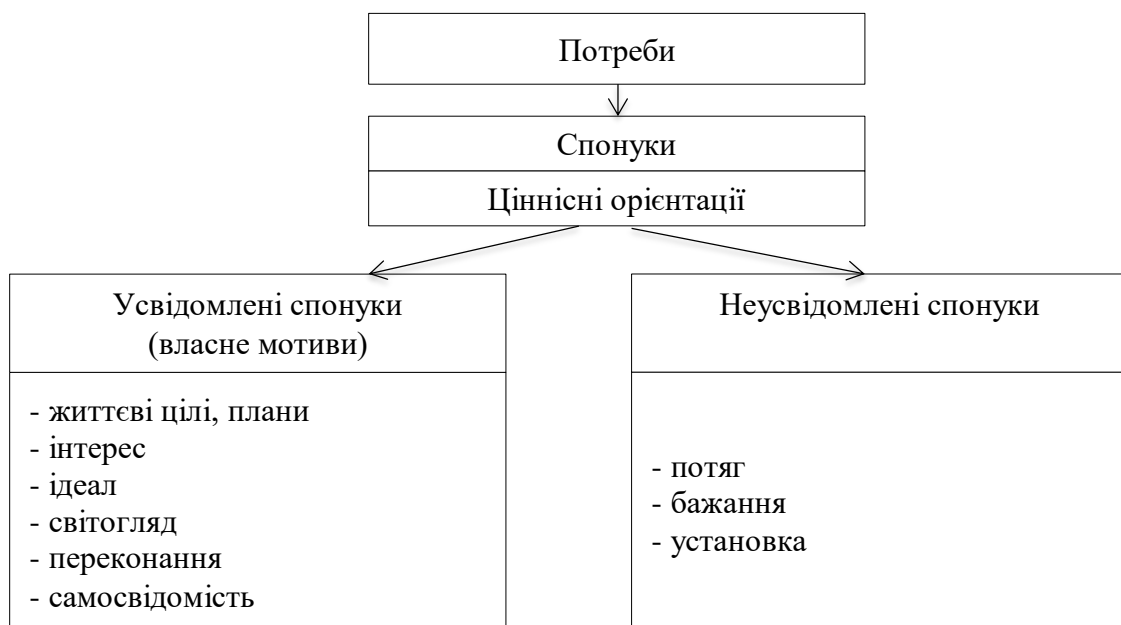 Потреби
Спонуки
Ціннісні орієнтації
Усвідомлені спонуки
(власне мотиви)
- життєві цілі, плани
- інтерес
- ідеал
- світогляд
- переконання
- самосвідомість
Неусвідомлені спонуки
- потяг
- бажання
- установка